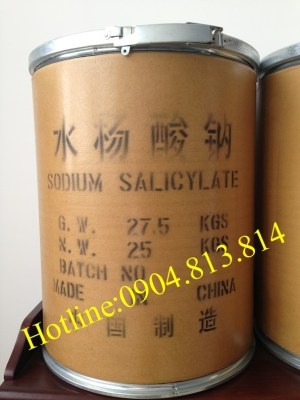 水杨酸钠
SODIUM SALICYLATE
G.W. 27.5 KGS
N.W. 25 KGS
BATCH NO
MADE CHINA
国制造
Hotline:0904.813.814